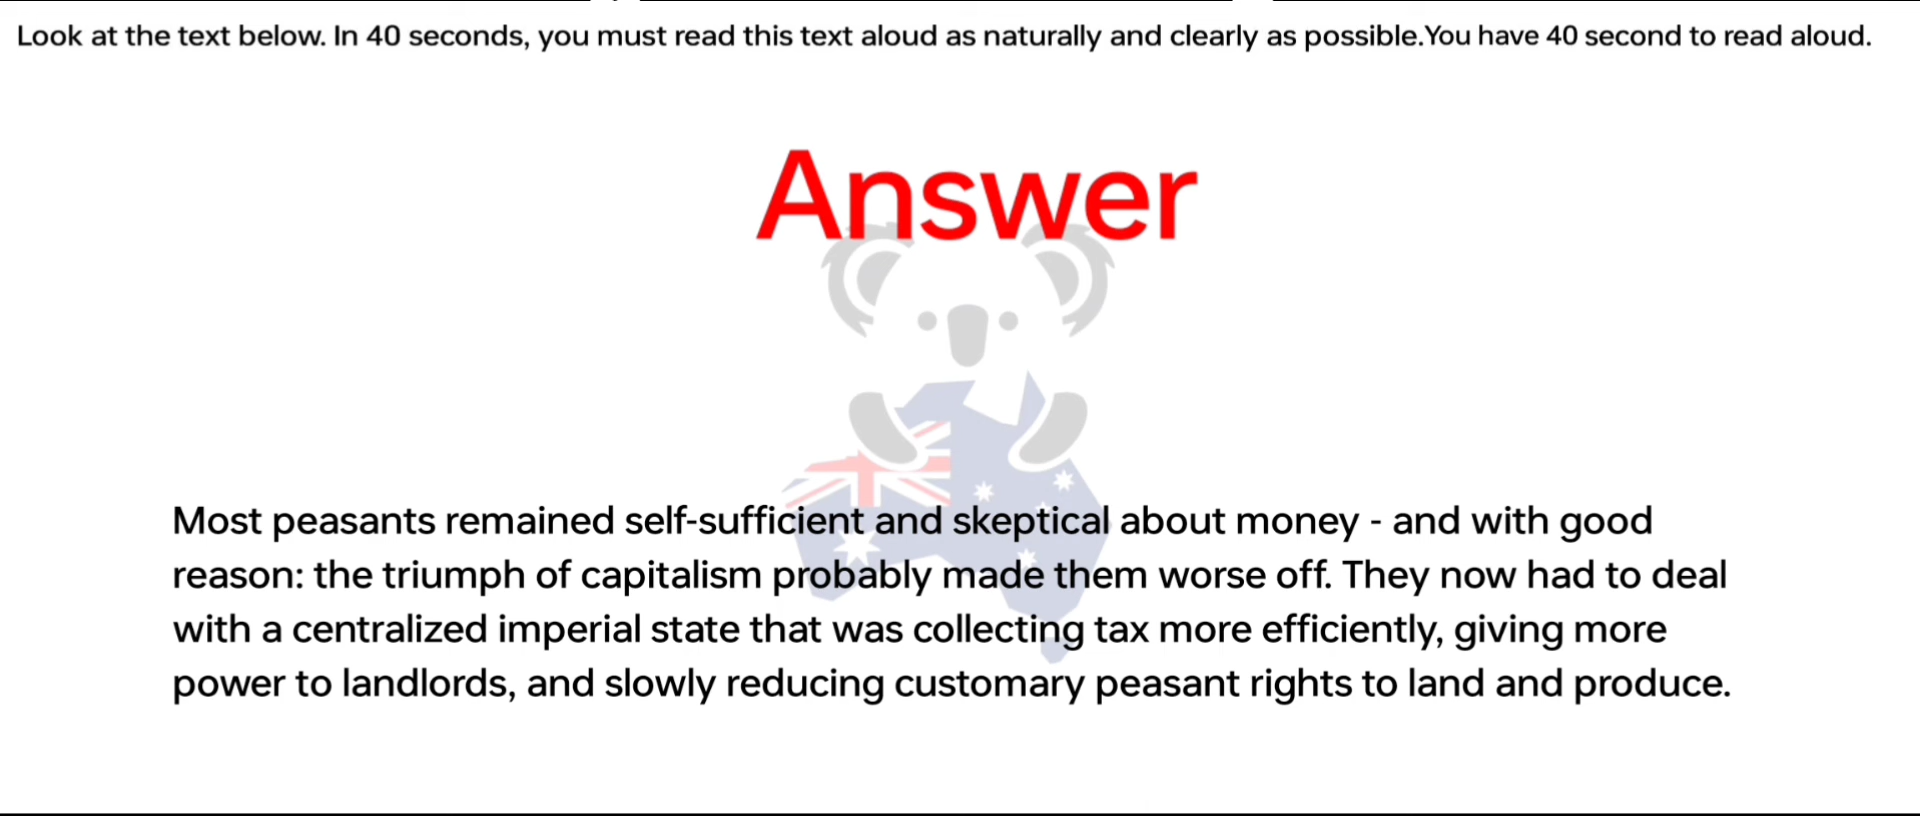 Look at the text below. In 40 seconds, you must read this text aloud as naturally and clearly as possible.You have 40 second to read aloud.
Answer
Most peasants remained self-sufficient and skeptical about money - and with good
reason: the triumph of capitalism probably made them worse off. They now had to deal
with a centralized imperial state that was collecting tax more efficiently, giving more
power to landlords, and slowly reducing customary peasant rights to land and produce.